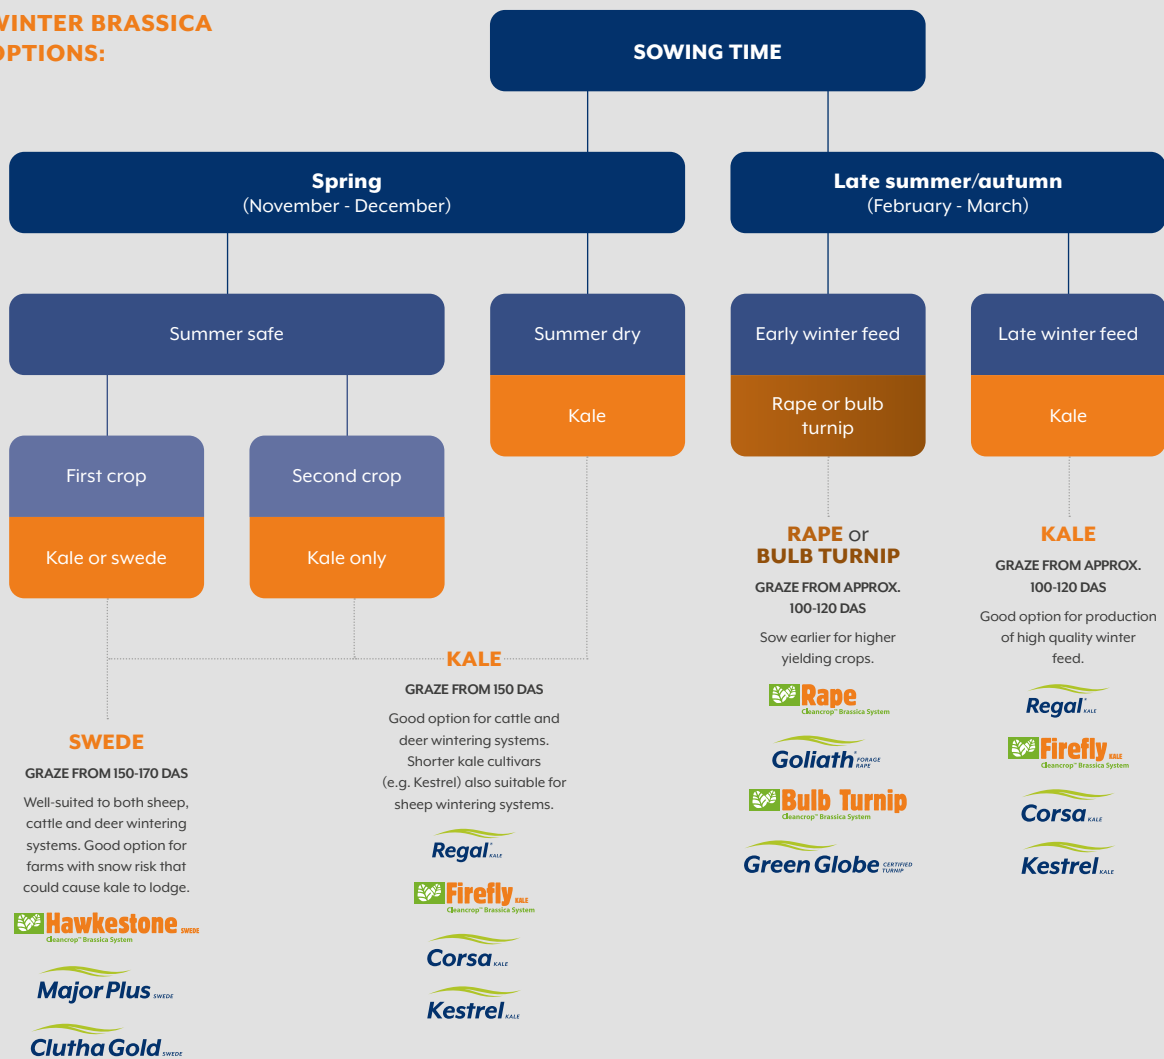 WINTER BRASSICA
OPTIONS:
SOWING TIME
Spring
(November - December)
Late summer/autumn
(February - March)
Summer safe
Summer dry
Kale
Early winter feed
Rape or bulb
turnip
Late winter feed
Kale
First crop
Kale or swede
Second crop
Kale only
SWEDE
GRAZE FROM 150-170 DAS
Well-suited to both sheep,
cattle and deer wintering
systems. Good option for
farms with snow risk that
could cause kale to lodge.
Hawkestone SWEDE
Cleancrop™ Brassica System
Major Plus SWEDE
Clutha Gold SWEDE
KALE
GRAZE FROM 150 DAS
Good option for cattle and
deer wintering systems.
Shorter kale cultivars
(e.g. Kestrel) also suitable for
sheep wintering systems.
Regal® KALE
Firefly KALE
Cleancrop™ Brassica System
Corsa KALE
Kestrel KALE
RAPE or
BULB TURNIP
GRAZE FROM APPROX.
100-120 DAS
Sow earlier for higher
yielding crops.
Rape
Cleancrop™ Brassica System
Goliath® FORAGE
RAPE
Bulb Turnip
Cleancrop™ Brassica System
Green Globe CERTIFIED
TURNIP
KALE
GRAZE FROM APPROX.
100-120 DAS
Good option for production
of high quality winter
feed.
Regal® KALE
Firefly KALE
Cleancrop™ Brassica System
Corsa KALE
Kestrel KALE